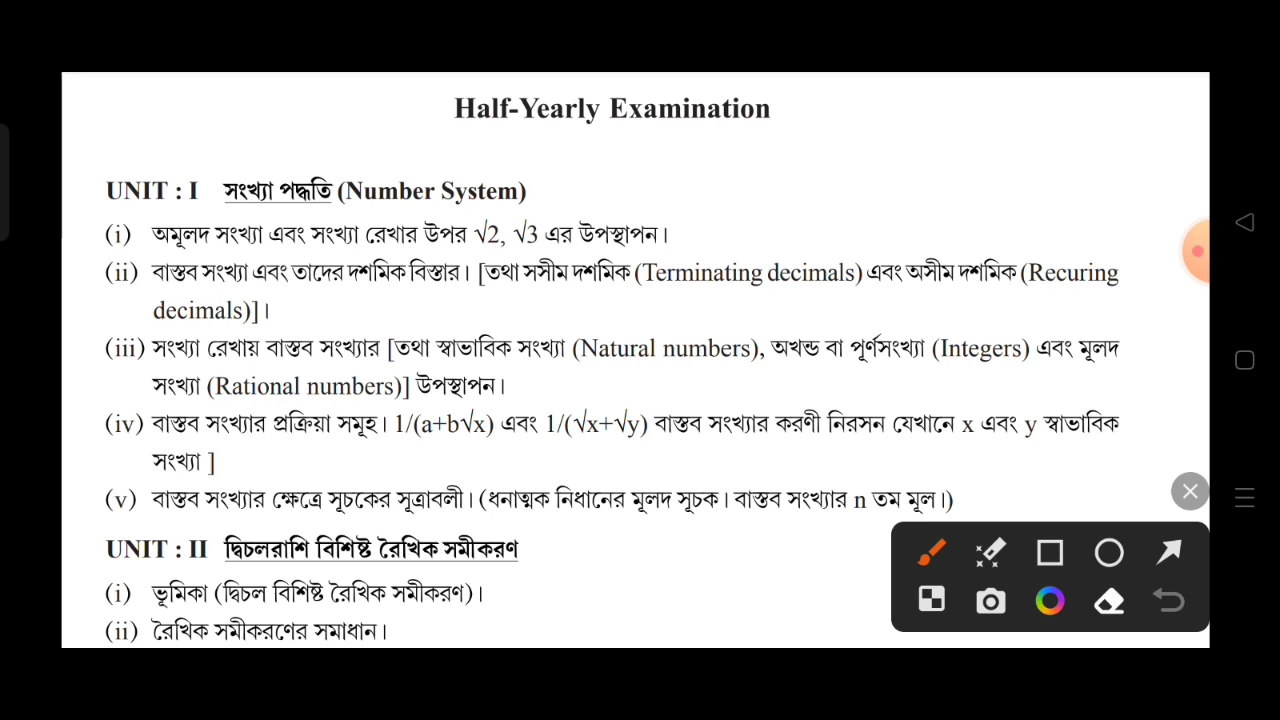 Half-Yearly Examination
UNIT : I সংখ্যা পদ্ধতি (Number System)
(i) অমূলদ সংখ্যা এবং সংখ্যা রেখার উপর √2, √3 এর উপস্থাপন।
(ii) বাস্তব সংখ্যা এবং তাদের দশমিক বিস্তার। [তথা সসীম দশমিক (Terminating decimals) এবং অসীম দশমিক (Recuring
decimals)]।
(iii) সংখ্যা রেখায় বাস্তব সংখ্যার [তথা স্বাভাবিক সংখ্যা (Natural numbers), অখন্ড বা পূর্ণসংখ্যা (Integers) এবং মূলদ
সংখ্যা (Rational numbers)] উপস্থাপন।
(iv) বাস্তব সংখ্যার প্রক্রিয়া সমূহ। 1/(a+b√x) এবং 1/(√x+√y) বাস্তব সংখ্যার করণী নিরসন যেখানে x এবং y স্বাভাবিক
সংখ্যা ]
(v) বাস্তব সংখ্যার ক্ষেত্রে সূচকের সূত্রাবলী। (ধনাত্মক নিধানের মূলদ সূচক। বাস্তব সংখ্যার n তম মূল।)
UNIT : II দ্বিচলরাশি বিশিষ্ট রৈখিক সমীকরণ
(i) ভূমিকা (দ্বিচল বিশিষ্ট রৈখিক সমীকরণ)।
(ii) রৈখিক সমীকরণের সমাধান।